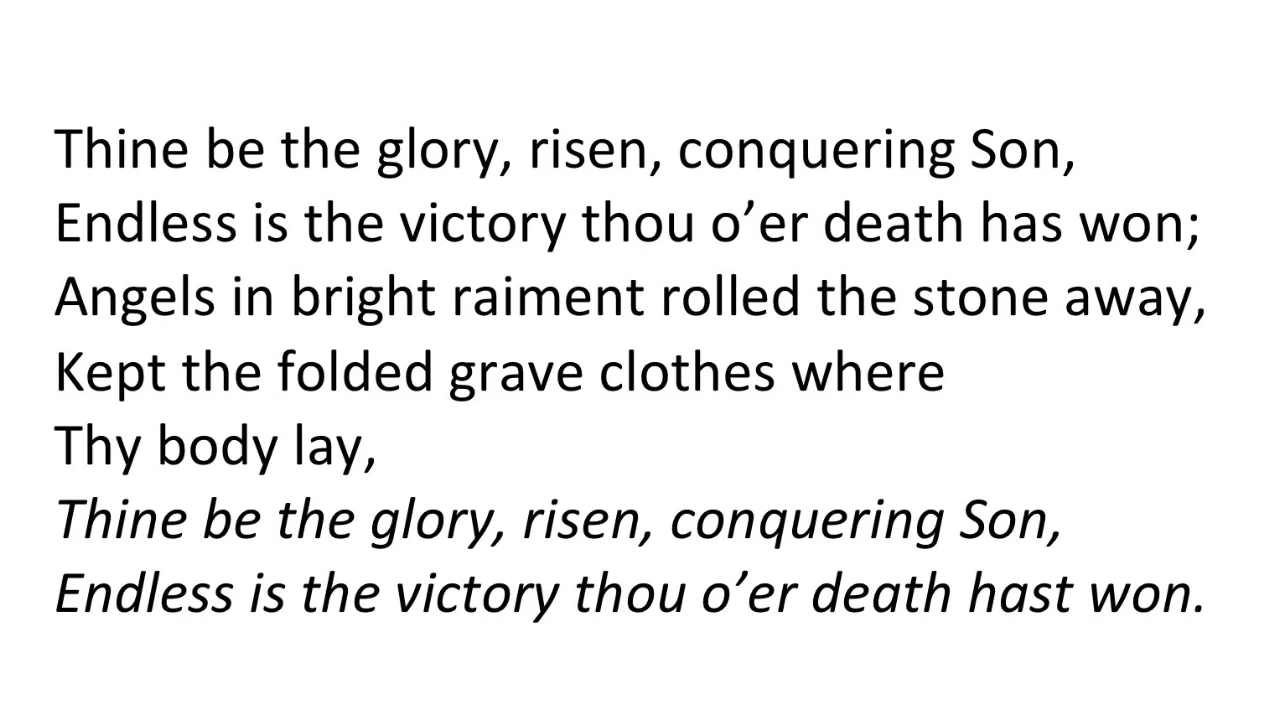 Thine be the glory, risen, conquering Son,
Endless is the victory thou o’er death has won;
Angels in bright raiment rolled the stone away,
Kept the folded grave clothes where
Thy body lay,
Thine be the glory, risen, conquering Son,
Endless is the victory thou o’er death hast won.